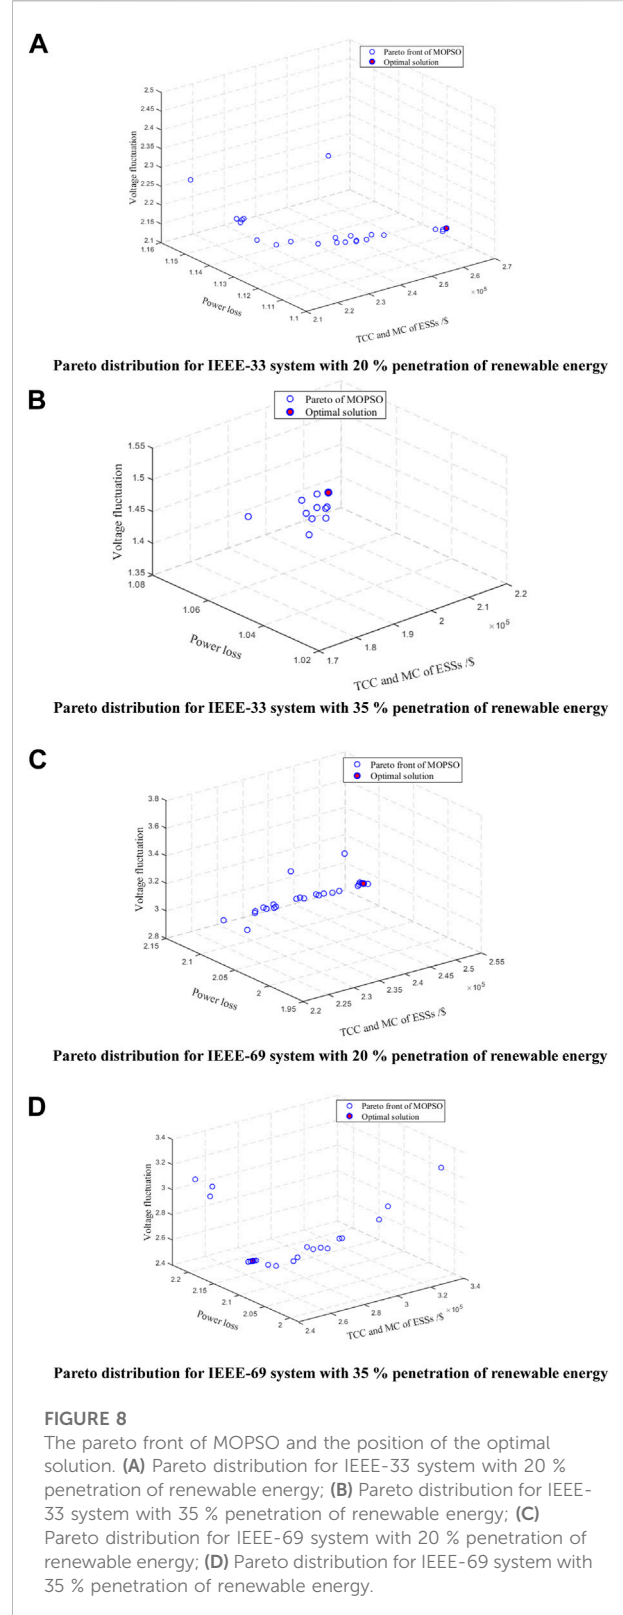 A
Pareto front of MOPSO
Optimal solution
2.5
2.45
2.4
2.35
2.3
2.25
2.2
2.15
2.1
Voltage fluctuation
1.16
1.15
1.14
1.13
1.12
1.11
1.1
Power loss
2.1
2.2
2.3
2.4
2.5
2.6
2.7
×10⁵
TCC and MC of ESSs /$
Pareto distribution for IEEE-33 system with 20 % penetration of renewable energy
B
Pareto of MOPSO
Optimal solution
1.55
1.5
1.45
1.4
1.35
Voltage fluctuation
1.08
1.06
1.04
1.02
Power loss
1.7
1.8
1.9
2
2.1
2.2
×10⁵
TCC and MC of ESSs /$
Pareto distribution for IEEE-33 system with 35 % penetration of renewable energy
C
Pareto front of MOPSO
Optimal solution
3.8
3.6
3.4
3.2
3
2.8
Voltage fluctuation
2.15
2.1
2.05
2
1.95
Power loss
2.2
2.25
2.3
2.35
2.4
2.45
2.5
2.55
×10⁵
TCC and MC of ESSs /$
Pareto distribution for IEEE-69 system with 20 % penetration of renewable energy
D
Pareto front of MOPSO
Optimal solution
3.4
3.2
3
2.8
2.6
2.4
Voltage fluctuation
2.2
2.15
2.1
2.05
2
Power loss
2.4
2.6
2.8
3
3.2
3.4
×10⁵
TCC and MC of ESSs /$
Pareto distribution for IEEE-69 system with 35 % penetration of renewable energy
FIGURE 8
The pareto front of MOPSO and the position of the optimal
solution. (A) Pareto distribution for IEEE-33 system with 20 %
penetration of renewable energy; (B) Pareto distribution for IEEE-
33 system with 35 % penetration of renewable energy; (C)
Pareto distribution for IEEE-69 system with 20 % penetration of
renewable energy; (D) Pareto distribution for IEEE-69 system with
35 % penetration of renewable energy.